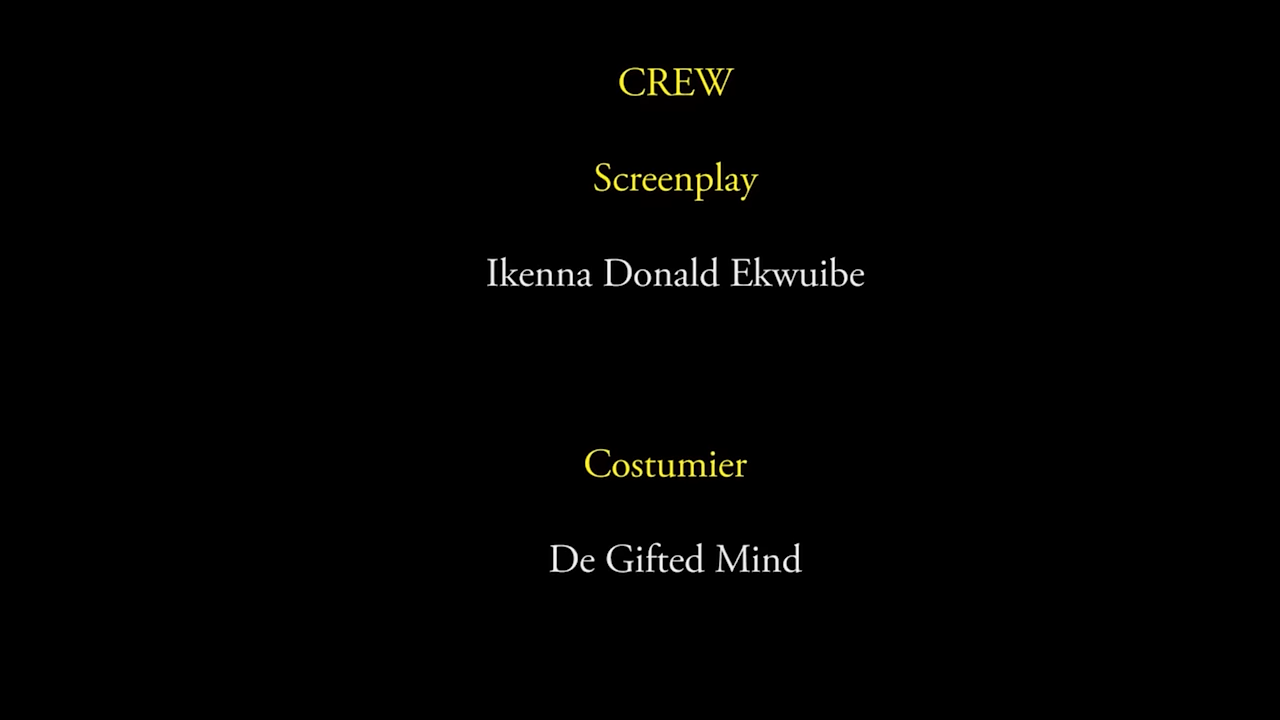 CREW
Screenplay
Ikenna Donald Ekwuibe
Costumier
De Gifted Mind